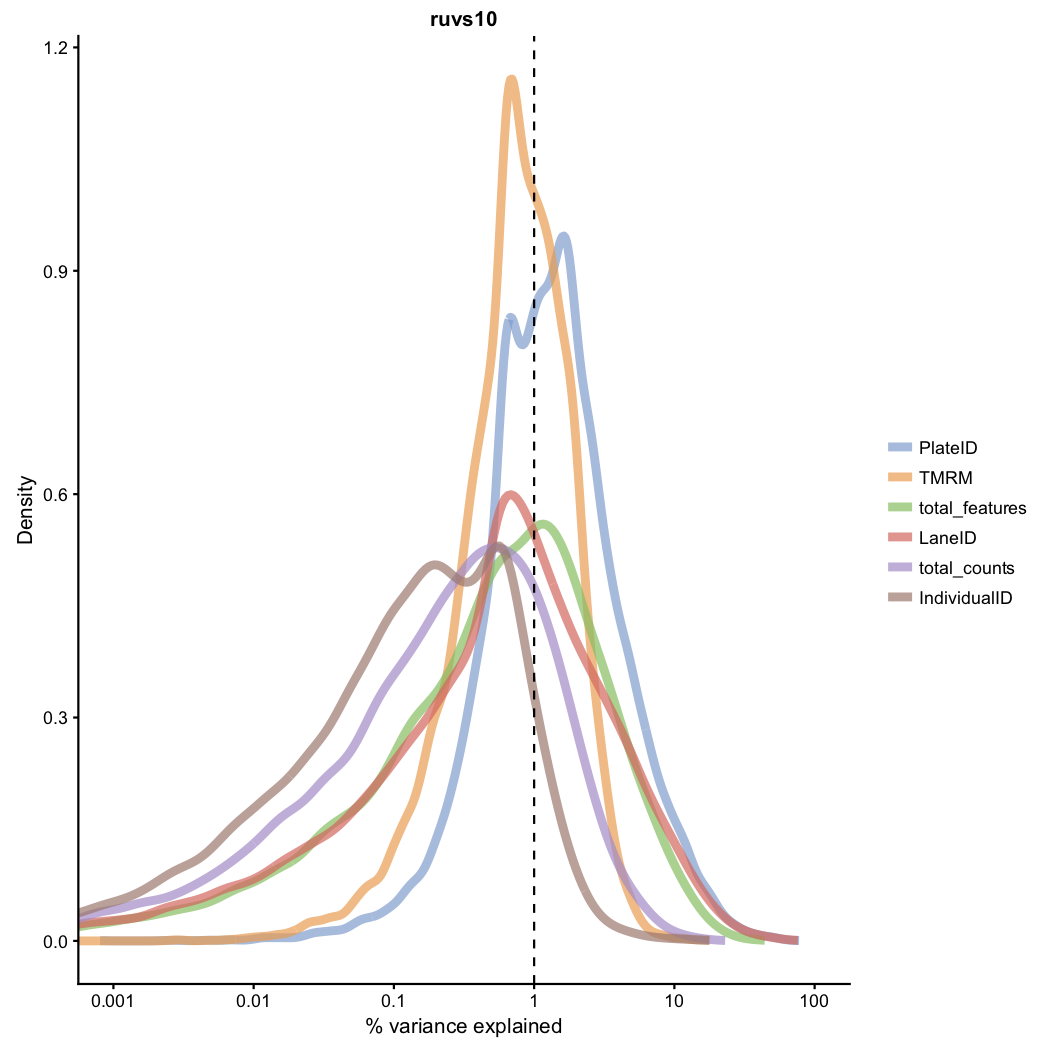 ruvs10
1.2
0.9
0.6
0.3
0.0
Density
0.001
0.01
0.1
1
10
100
% variance explained
PlateID
TMRM
total_features
LaneID
total_counts
IndividualID